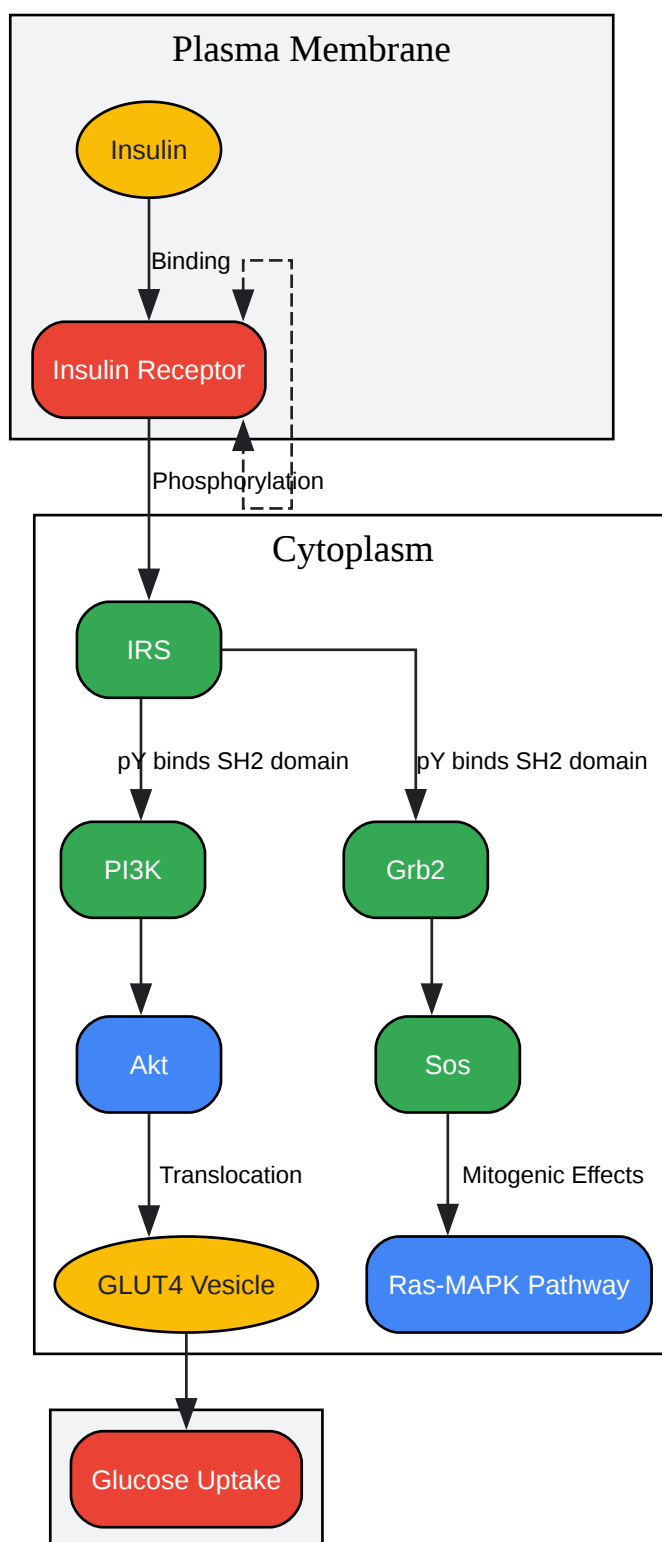 Plasma Membrane
Insulin
Binding
Insulin Receptor
Phosphorylation
Cytoplasm
IRS
pY binds SH2 domain
pY binds SH2 domain
PI3K
Grb2
Akt
Sos
Translocation
Mitogenic Effects
GLUT4 Vesicle
Ras-MAPK Pathway
Glucose Uptake